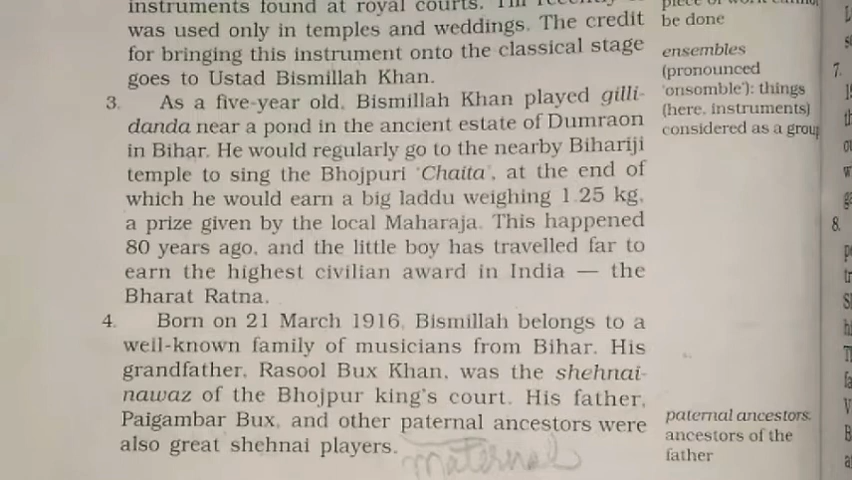 instruments found at royal courts. Till recently
was used only in temples and weddings. The credit
for bringing this instrument onto the classical stage
goes to Ustad Bismillah Khan.
3. As a five-year old, Bismillah Khan played gilli-
danda near a pond in the ancient estate of Dumraon
in Bihar. He would regularly go to the nearby Bihariji
temple to sing the Bhojpuri 'Chaita', at the end of
which he would earn a big laddu weighing 1.25 kg,
a prize given by the local Maharaja. This happened
80 years ago, and the little boy has travelled far to
earn the highest civilian award in India — the
Bharat Ratna.
4. Born on 21 March 1916, Bismillah belongs to a
well-known family of musicians from Bihar. His
grandfather, Rasool Bux Khan, was the shehnai-
nawaz of the Bhojpur king's court. His father,
Paigambar Bux, and other paternal ancestors were
also great shehnai players.
maternal
be done
ensembles
(pronounced
'onsomble'): things
(here, instruments)
considered as a group
paternal ancestors:
ancestors of the
father
7.
8.